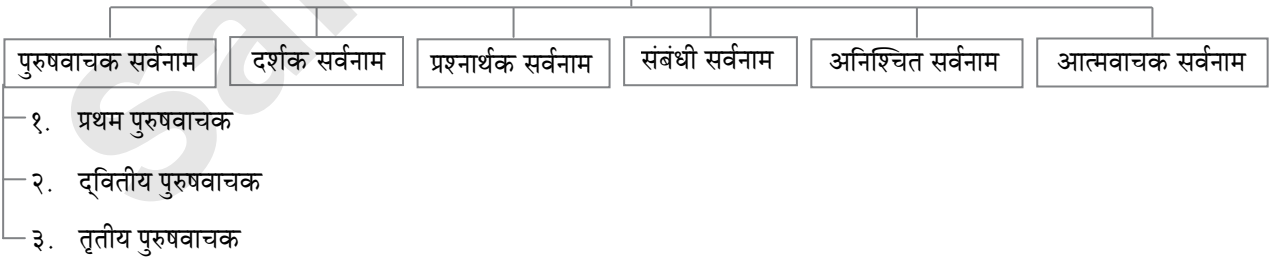 पुरुषवाचक सर्वनाम दर्शक सर्वनाम प्रश्नार्थक सर्वनाम संबंधी सर्वनाम अनिश्चित सर्वनाम आत्मवाचक सर्वनाम
१. प्रथम पुरुषवाचक
२. द्‌वितीय पुरुषवाचक
३. तृतीय पुरुषवाचक